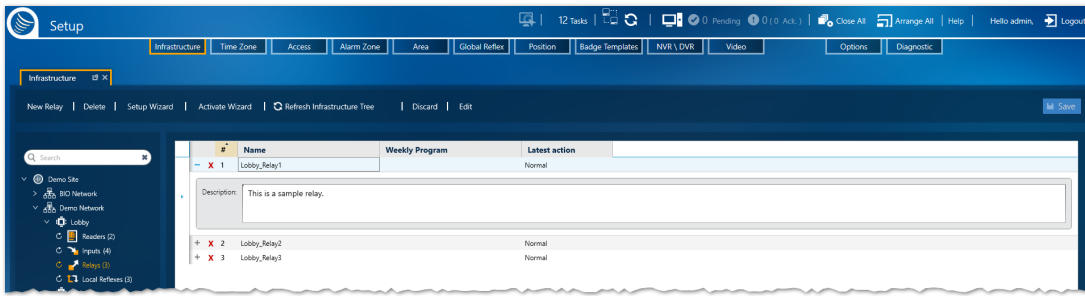 Setup
12 Tasks | 0 Pending 0 ( 0 Ack. ) | Close All Arrange All | Help | Hello admin, Logout
Infrastructure Time Zone Access Alarm Zone Area Global Reflex Position Badge Templates NVR \ DVR Video Options Diagnostic
Infrastructure
New Relay | Delete | Setup Wizard | Activate Wizard | Refresh Infrastructure Tree | Discard | Edit Save
Search
# Name Weekly Program Latest action
1 Lobby_Relay1 Normal
Description: This is a sample relay.
2 Lobby_Relay2 Normal
3 Lobby_Relay3 Normal
Demo Site
BIO Network
Demo Network
Lobby
Readers (2)
Inputs (4)
Relays (3)
Local Reflexes (3)